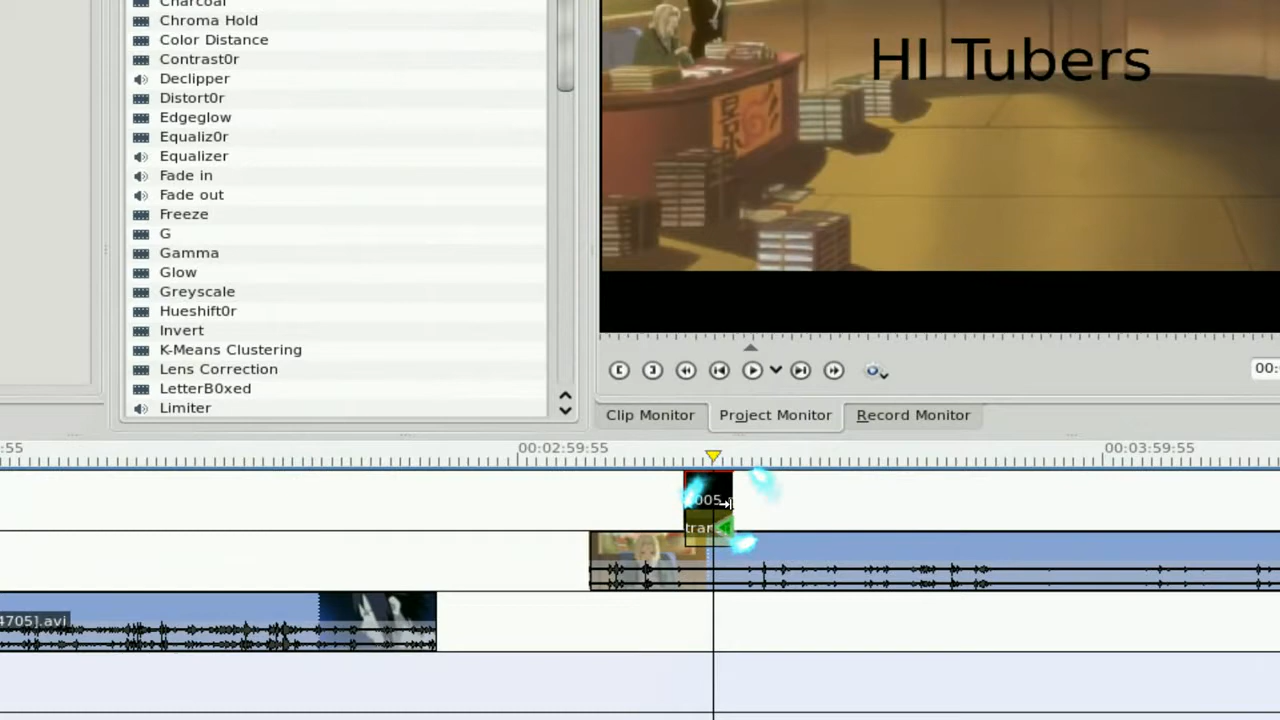 Charcoal
Chroma Hold
Color Distance
Contrast0r
Declipper
Distort0r
Edgeglow
Equaliz0r
Equalizer
Fade in
Fade out
Freeze
G
Gamma
Glow
Greyscale
Hueshift0r
Invert
K-Means Clustering
Lens Correction
LetterB0xed
Limiter
HI Tubers
00:
Clip Monitor
Project Monitor
Record Monitor
:55
00:02:59:55
00:03:59:55
005.
trans
4705].avi